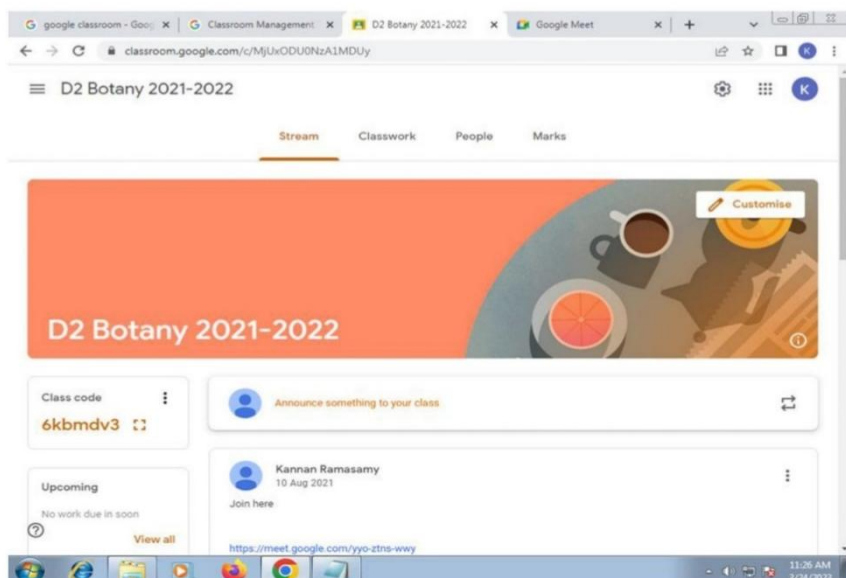 google classroom - Goog
Classroom Management
D2 Botany 2021-2022
Google Meet
classroom.google.com/c/MjUxODU0NzA1MDUy
K
D2 Botany 2021-2022
K
Stream Classwork People Marks
Customise
D2 Botany 2021-2022
Class code
6kbmdv3
Announce something to your class
Upcoming
No work due in soon
View all
Kannan Ramasamy
10 Aug 2021
Join here
https://meet.google.com/yyo-ztns-wwy
11:26 AM